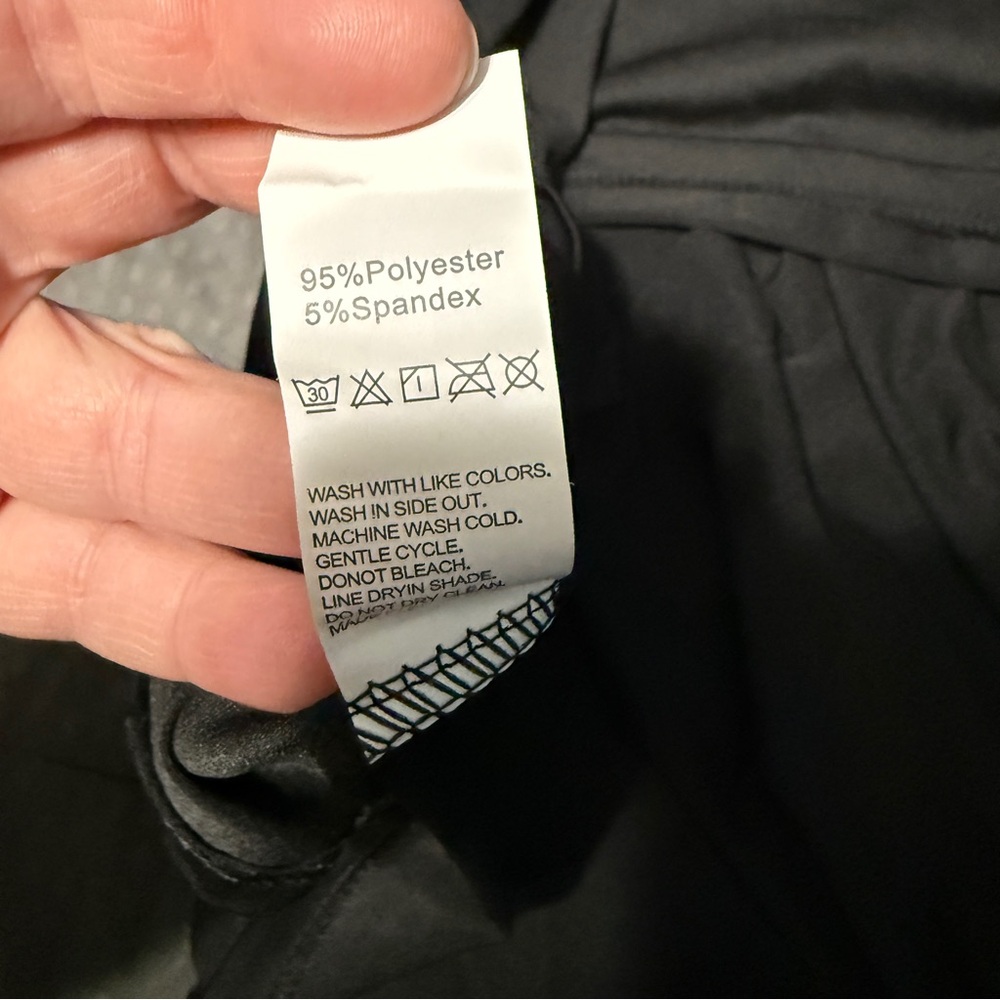 95%Polyester
5%Spandex
30
WASH WITH LIKE COLORS.
WASH IN SIDE OUT.
MACHINE WASH COLD.
GENTLE CYCLE.
DONOT BLEACH.
LINE DRYIN SHADE.
DO NOT DRY CLEAN.